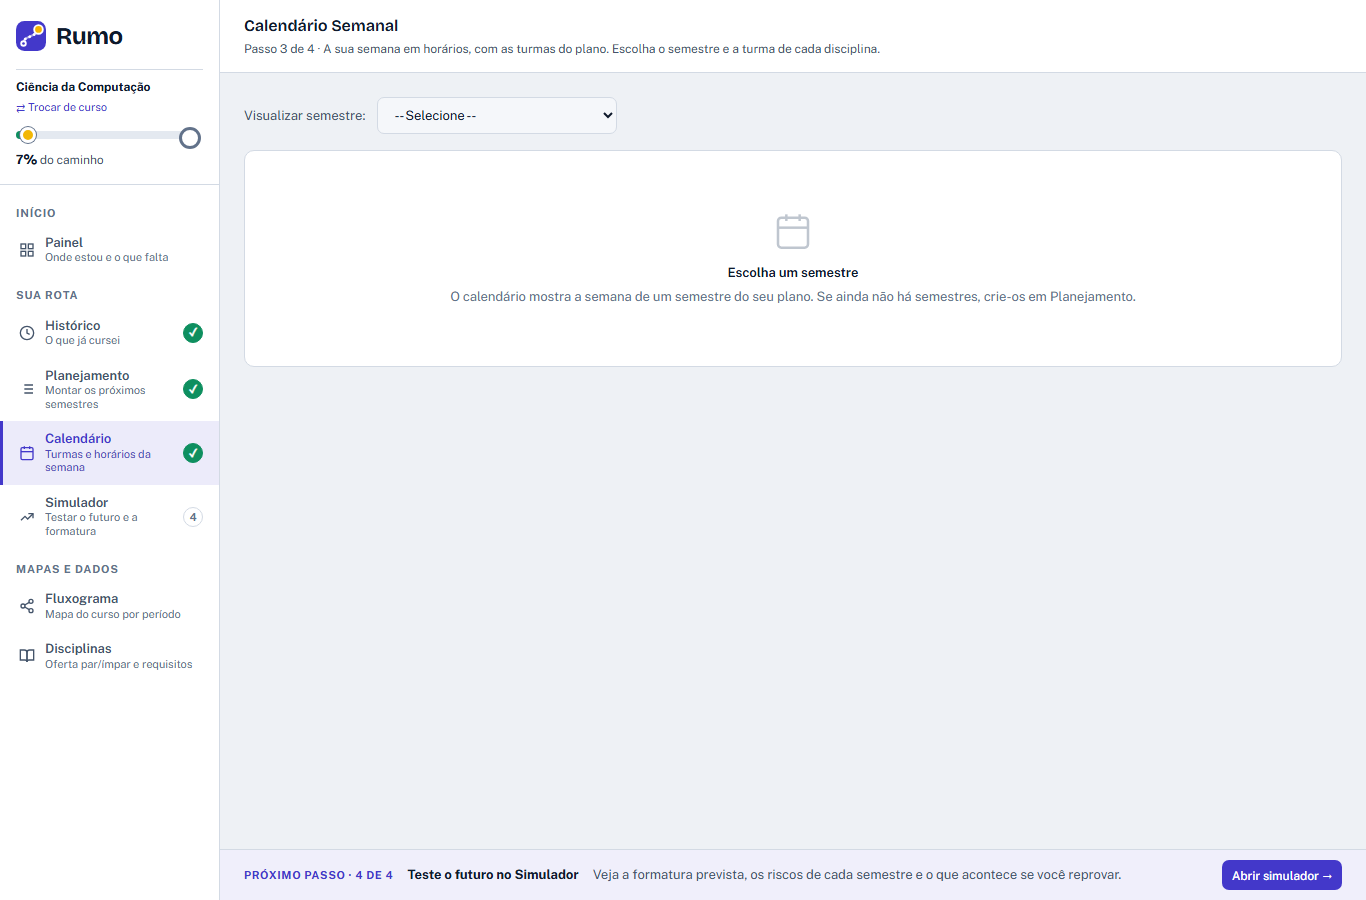 Rumo
Ciência da Computação
⇄ Trocar de curso
7% do caminho
INÍCIO
Painel
Onde estou e o que falta
SUA ROTA
Histórico
O que já cursei
Planejamento
Montar os próximos
semestres
Calendário
Turmas e horários da
semana
Simulador
Testar o futuro e a
formatura
4
MAPAS E DADOS
Fluxograma
Mapa do curso por período
Disciplinas
Oferta par/ímpar e requisitos
Calendário Semanal
Passo 3 de 4 · A sua semana em horários, com as turmas do plano. Escolha o semestre e a turma de cada disciplina.
Visualizar semestre:
-- Selecione --
Escolha um semestre
O calendário mostra a semana de um semestre do seu plano. Se ainda não há semestres, crie-os em Planejamento.
PRÓXIMO PASSO · 4 DE 4
Teste o futuro no Simulador
Veja a formatura prevista, os riscos de cada semestre e o que acontece se você reprovar.
Abrir simulador →